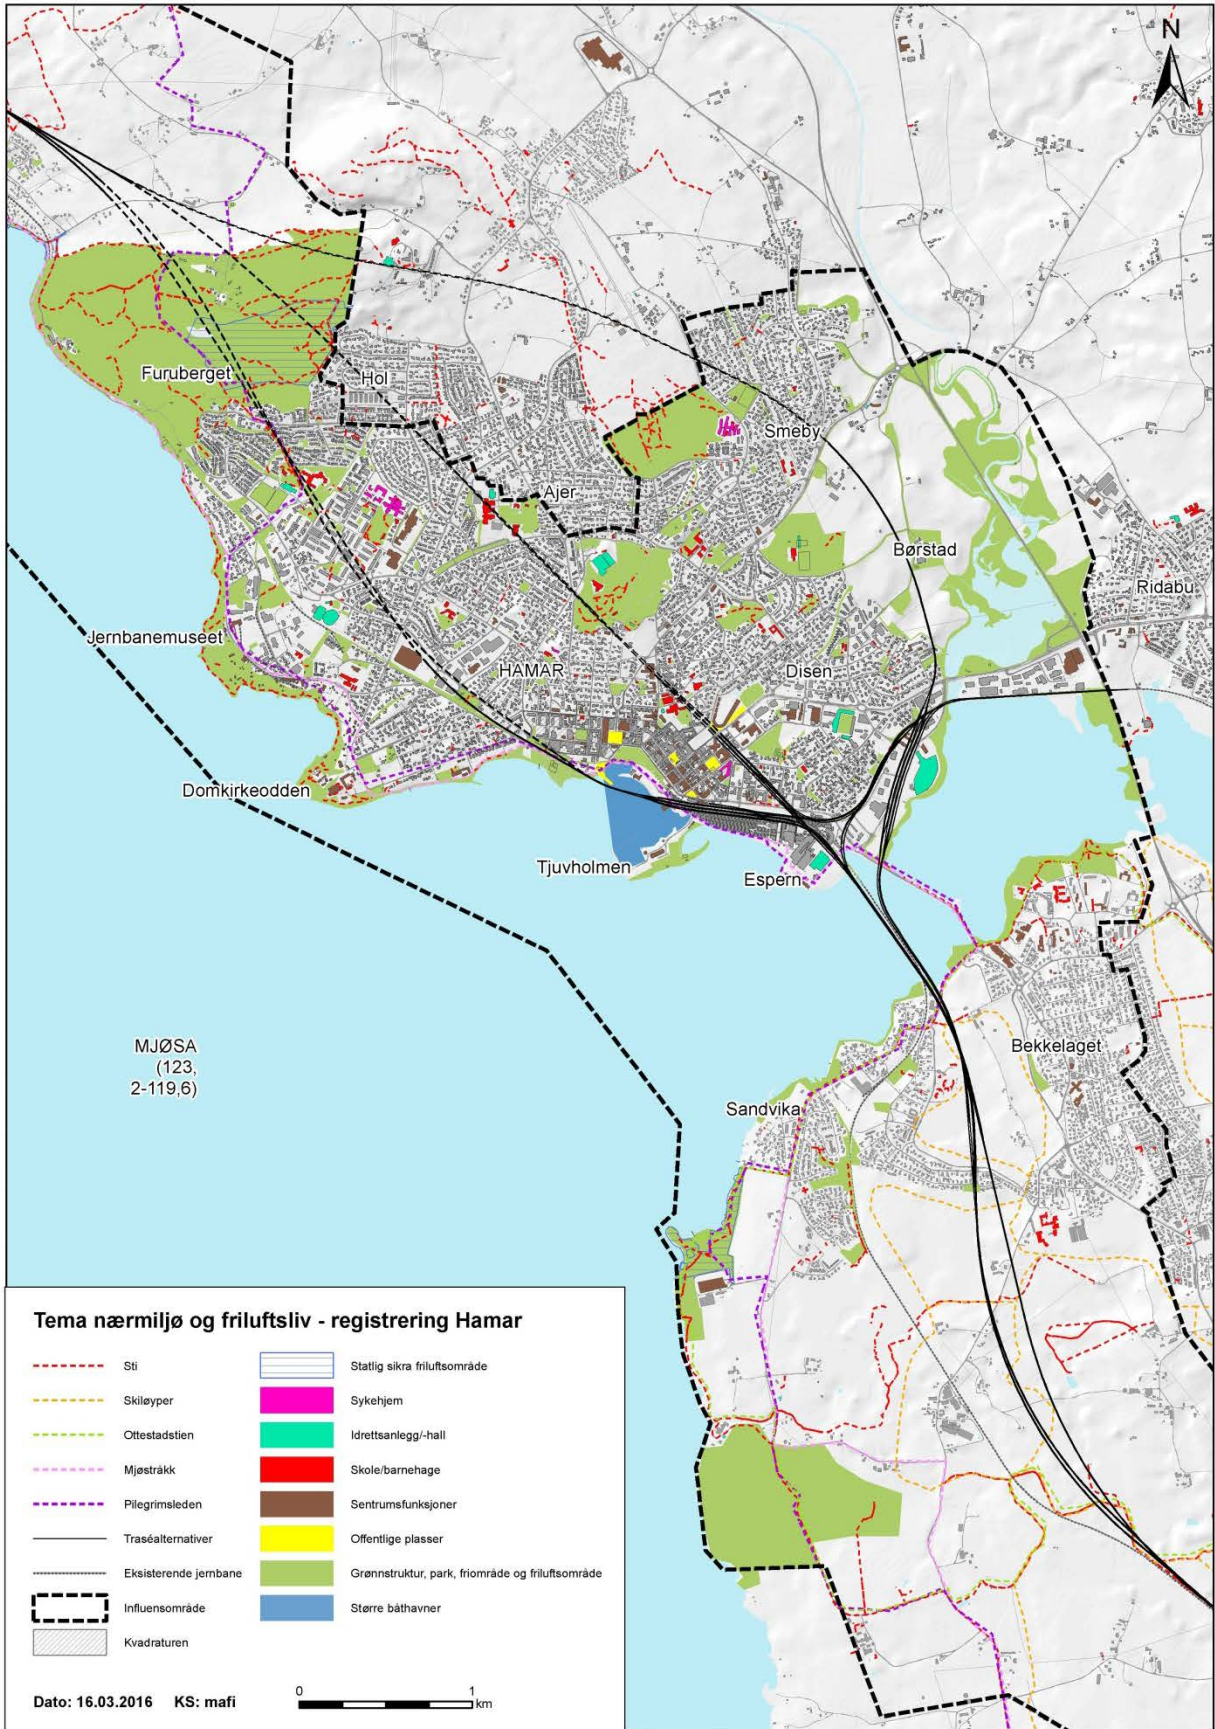 N
Furuberget
Hol
Smeby
Ajer
Børstad
Ridabu
Jernbanemuseet
HAMAR
Disen
Domkirkeodden
Tjuvholmen
Espern
MJØSA
(123,
2-119,6)
Bekkelaget
Sandvika
Tema nærmiljø og friluftsliv - registrering Hamar
Sti
Skiløyper
Ottestadstien
Mjøstråkk
Pilegrimsleden
Traséalternativer
Eksisterende jernbane
Influensområde
Kvadraturen
Statlig sikra friluftsområde
Sykehjem
Idrettsanlegg/-hall
Skole/barnehage
Sentrumsfunksjoner
Offentlige plasser
Grønnstruktur, park, friområde og friluftsområde
Større båthavner
Dato: 16.03.2016 KS: mafi
0 1
km